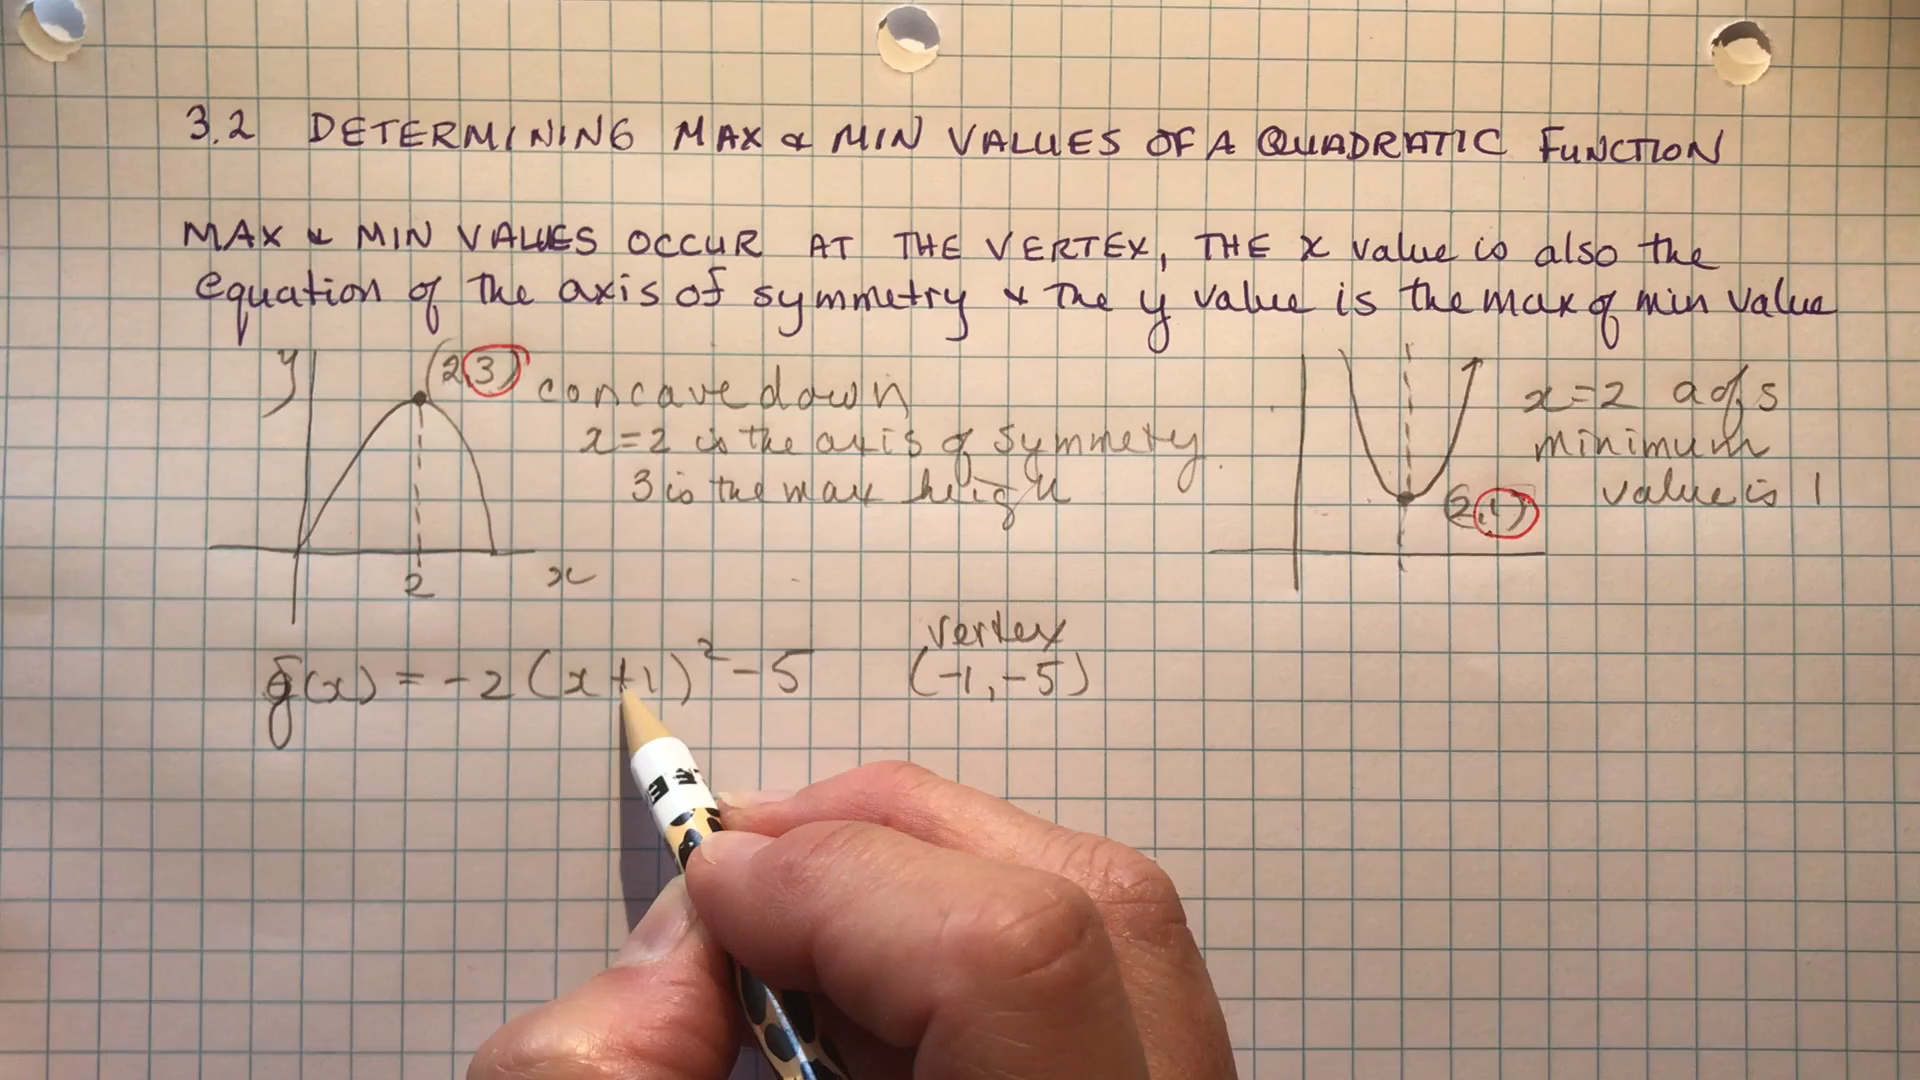 3.2 DETERMINING MAX & MIN VALUES OF A QUADRATIC FUNCTION
MAX & MIN VALUES OCCUR AT THE VERTEX, THE x value is also the
equation of the axis of symmetry & the y value is the max of min value
y
(2,3)
concave down
x=2 is the axis of symmetry
3 is the max
2
x
x=2 a of s
minimum
value is 1
(2,1)
g(x) = -2(x+1)²-5
vertex
(-1,-5)